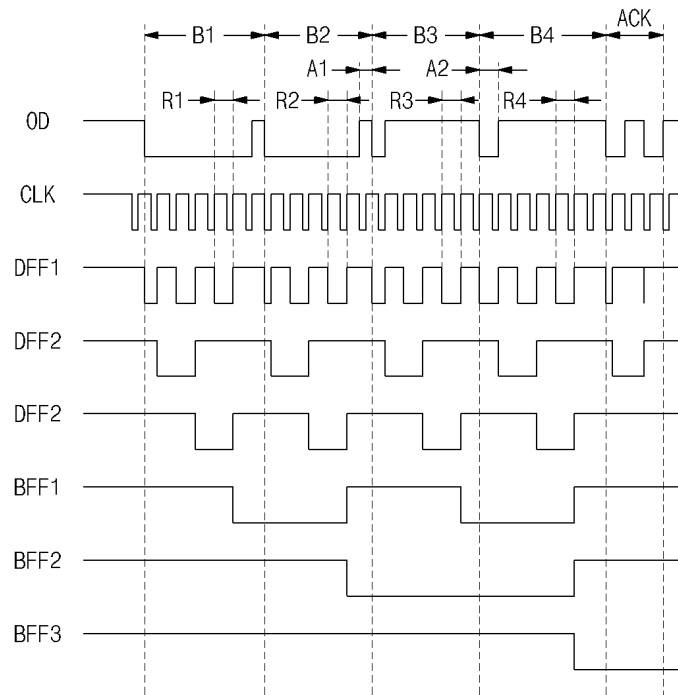 ACK
B1 B2 B3 B4
A1 A2
R1 R2 R3 R4
OD
CLK
DFF1
DFF2
DFF2
BFF1
BFF2
BFF3